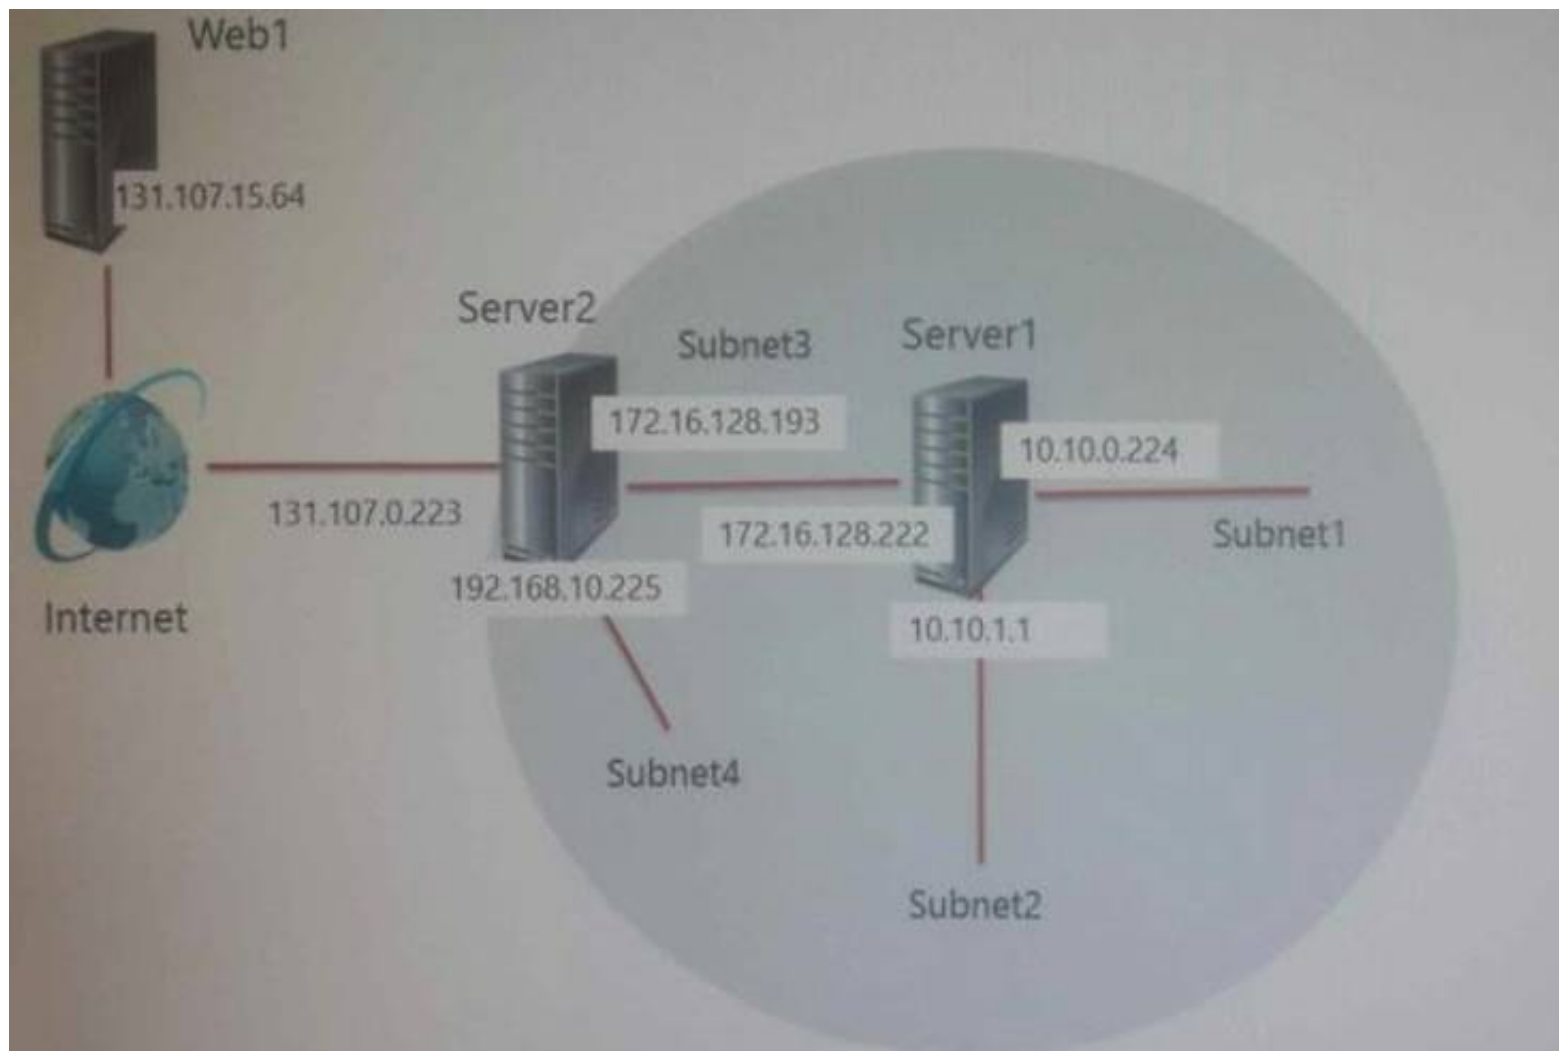 Web1
131.107.15.64
Server2
Subnet3
Server1
172.16.128.193
10.10.0.224
131.107.0.223
172.16.128.222
Subnet1
192.168.10.225
Internet
10.10.1.1
Subnet4
Subnet2